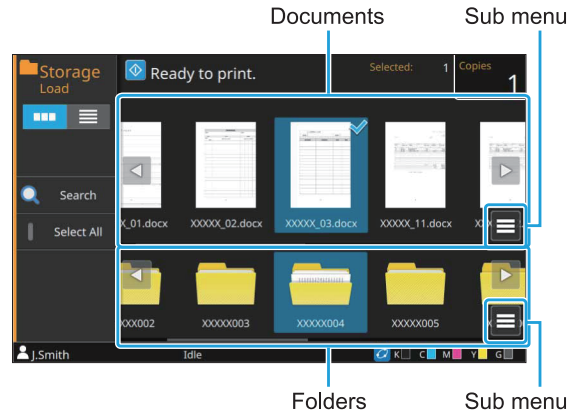 Documents
Sub menu
Storage
Load
Ready to print.
Selected: 1
Copies
1
Search
Select All
X_01.docx
XXXXX_02.docx
XXXXX_03.docx
XXXXX_11.docx
XXX002
XXXXX003
XXXXX004
XXXXX005
J.Smith
Idle
K C M Y G
Folders
Sub menu